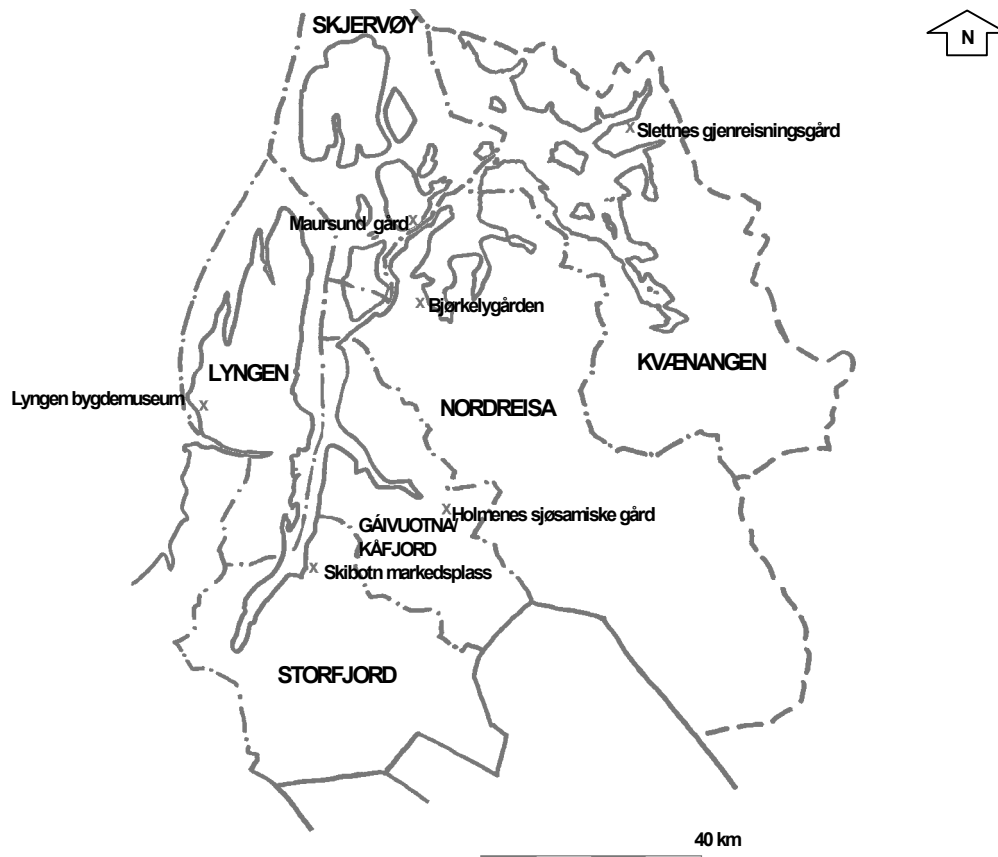 SKJERVØY
N
Slettnes gjenreisningsgård
Maursund gård
Bjørkelygården
LYNGEN
KVÆNANGEN
Lyngen bygdemuseum
NORDREISA
Holmenes sjøsamiske gård
GÁIVUOTNA/
KÅFJORD
Skibotn markedsplass
STORFJORD
40 km